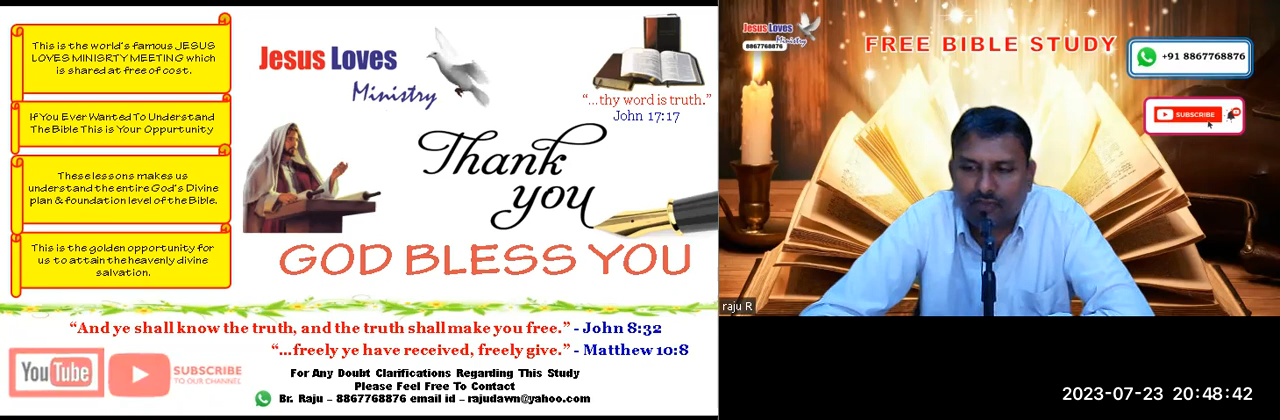 This is the world's famous JESUS
LOVES MINISRTY MEETING which
is shared at free of cost.
If You Ever Wanted To Understand
The Bible This is Your Oppurtunity
These lessons makes us
understand the entire God's Divine
plan & foundation level of the Bible.
This is the golden opportunity for
us to attain the heavenly divine
salvation.
Jesus Loves
Ministry
"...thy word is truth."
John 17:17
Thank
you
GOD BLESS YOU
"And ye shall know the truth, and the truth shall make you free." - John 8:32
"...freely ye have received, freely give." - Matthew 10:8
YouTube
SUBSCRIBE
TO OUR CHANNEL
For Any Doubt Clarifications Regarding This Study
Please Feel Free To Contact
Br. Raju - 8867768876 email id - rajudawn@yahoo.com
Jesus Loves
Ministry
8867768876
FREE BIBLE STUDY
+91 8867768876
SUBSCRIBE
raju R
2023-07-23 20:48:42